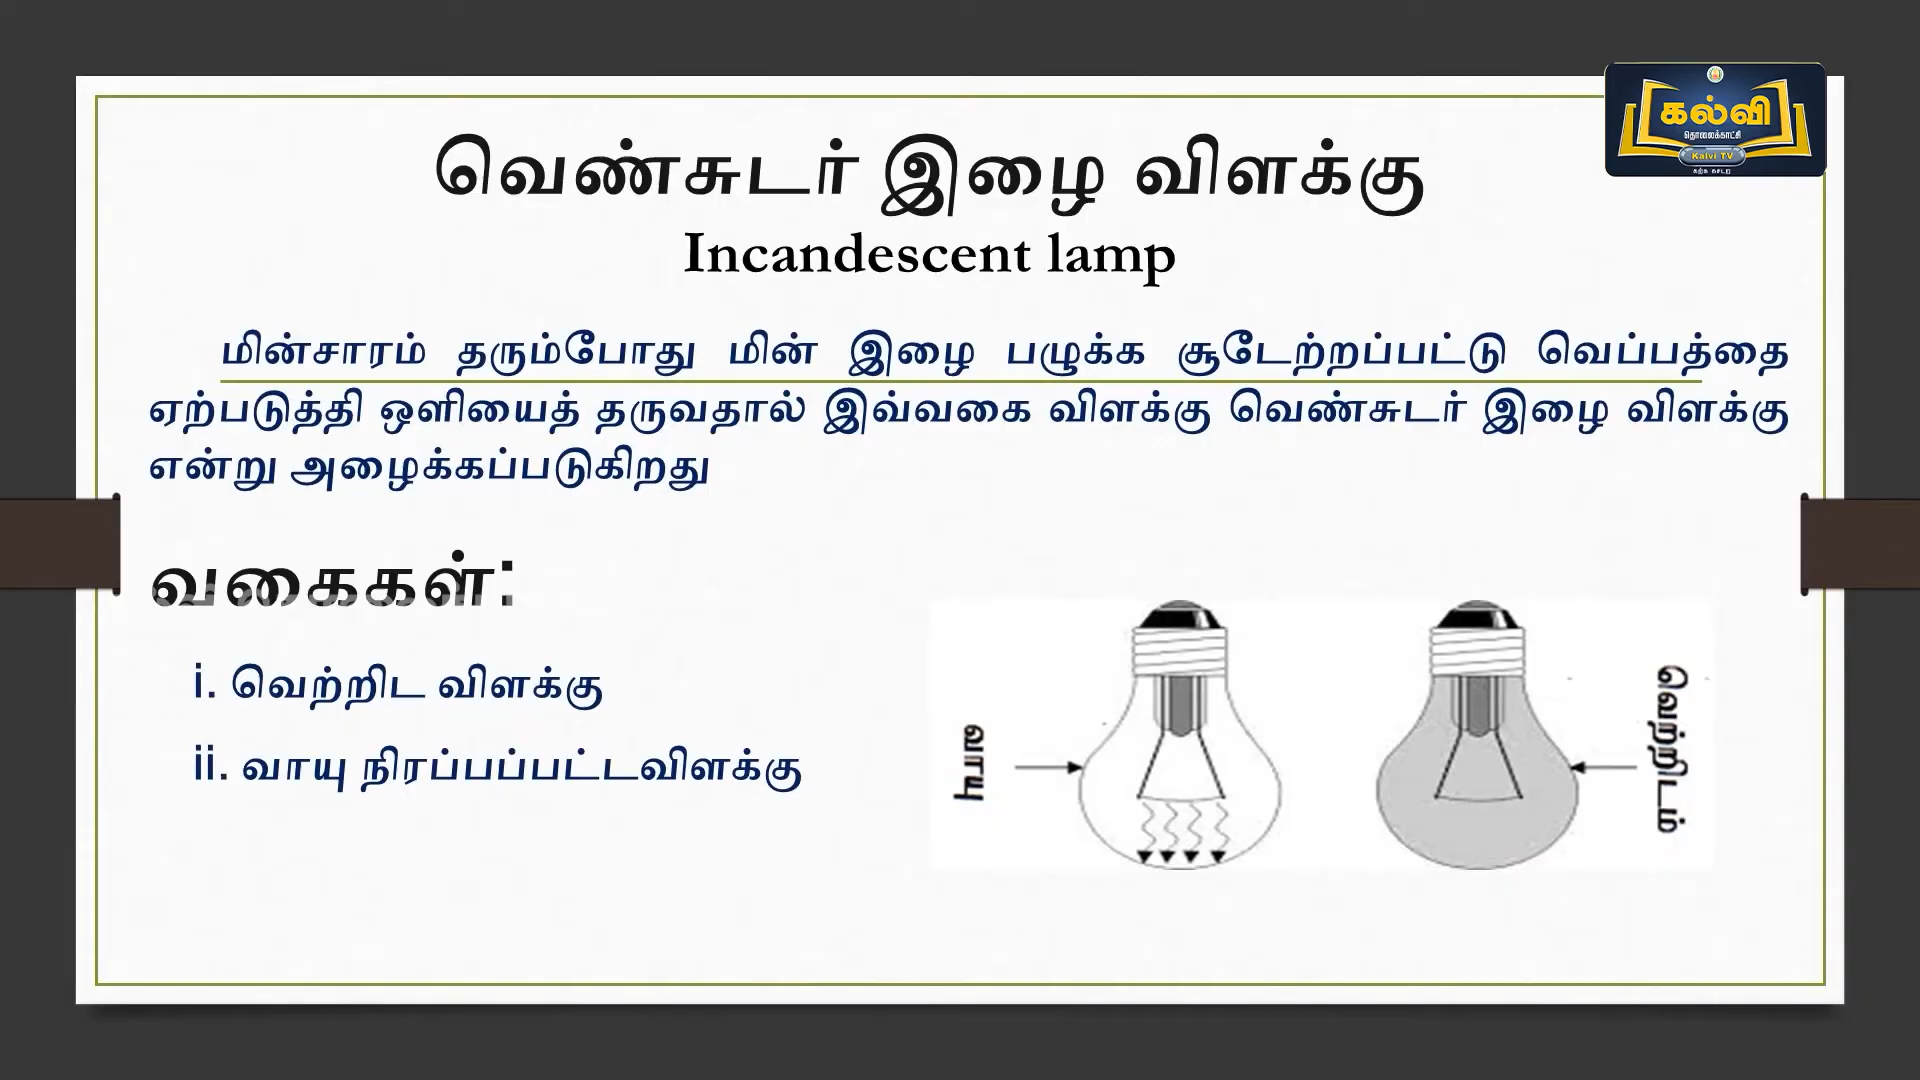 கல்வி
தொலைக்காட்சி
Kalvi TV
கற்க கசடற
வெண்சுடர் இழை விளக்கு
Incandescent lamp
மின்சாரம் தரும்போது மின் இழை பழுக்க சூடேற்றப்பட்டு வெப்பத்தை
ஏற்படுத்தி ஒளியைத் தருவதால் இவ்வகை விளக்கு வெண்சுடர் இழை விளக்கு
என்று அழைக்கப்படுகிறது
வகைகள்:
i. வெற்றிட விளக்கு
ii. வாயு நிரப்பப்பட்டவிளக்கு
வாயு
வெற்றிடம்